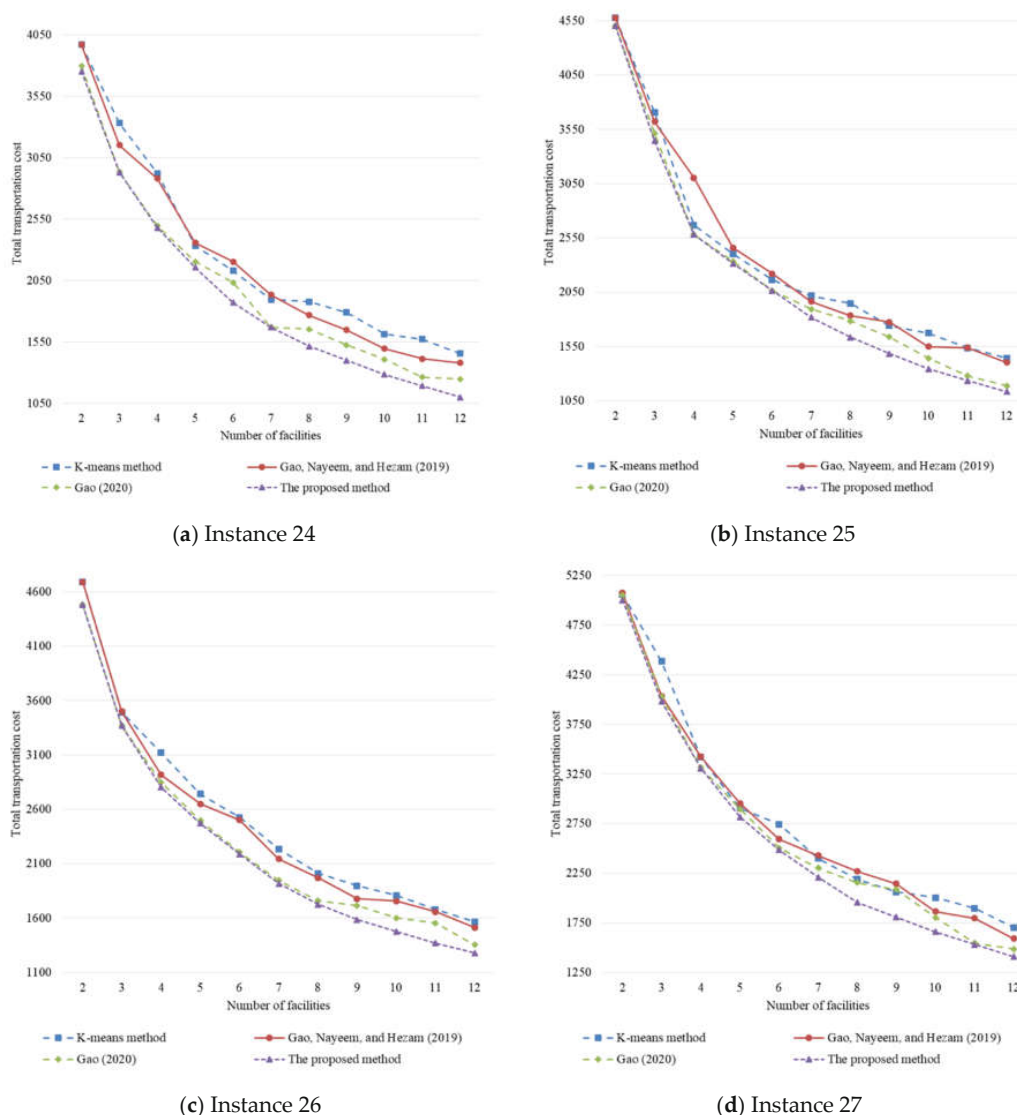 4050
3550
3050
2550
2050
1550
1050
Total transportation cost
2 3 4 5 6 7 8 9 10 11 12
Number of facilities
K-means method Gao, Nayeem, and Hezam (2019)
Gao (2020) The proposed method
(a) Instance 24
4550
4050
3550
3050
2550
2050
1550
1050
Total transportation cost
2 3 4 5 6 7 8 9 10 11 12
Number of facilities
K-means method Gao, Nayeem, and Hezam (2019)
Gao (2020) The proposed method
(b) Instance 25
4600
4100
3600
3100
2600
2100
1600
1100
Total transportation cost
2 3 4 5 6 7 8 9 10 11 12
Number of facilities
K-means method Gao, Nayeem, and Hezam (2019)
Gao (2020) The proposed method
(c) Instance 26
5250
4750
4250
3750
3250
2750
2250
1750
1250
Total transportation cost
2 3 4 5 6 7 8 9 10 11 12
Number of facilities
K-means method Gao, Nayeem, and Hezam (2019)
Gao (2020) The proposed method
(d) Instance 27